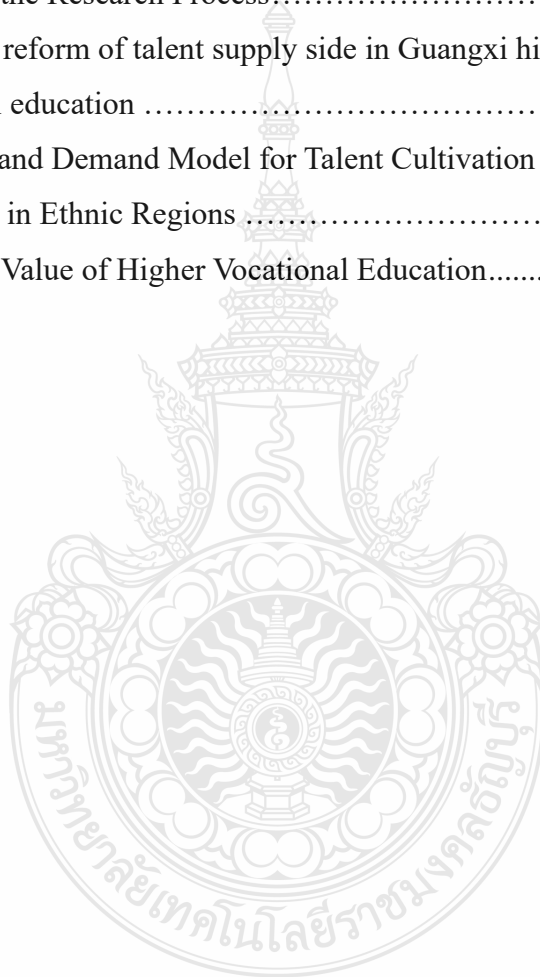 the Research Process……………………………
reform of talent supply side in Guangxi hi
education ……………………………………
and Demand Model for Talent Cultivation
in Ethnic Regions ……………………………
Value of Higher Vocational Education.......
มหาวิทยาลัยเทคโนโลยีราชมงคลธัญบุรี